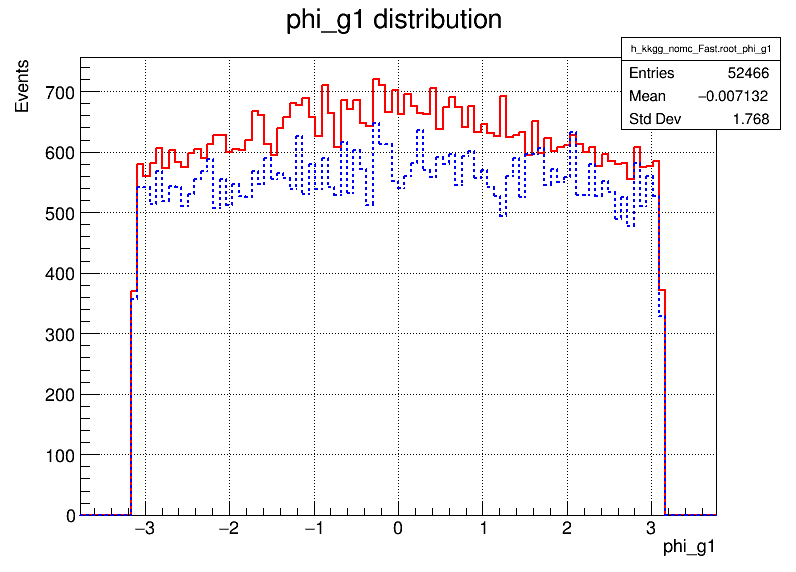 phi_g1 distribution
h_kkgg_nomc_Fast.root_phi_g1
Entries 52466
Mean −0.007132
Std Dev 1.768
Events
700
600
500
400
300
200
100
0
−3 −2 −1 0 1 2 3
phi_g1